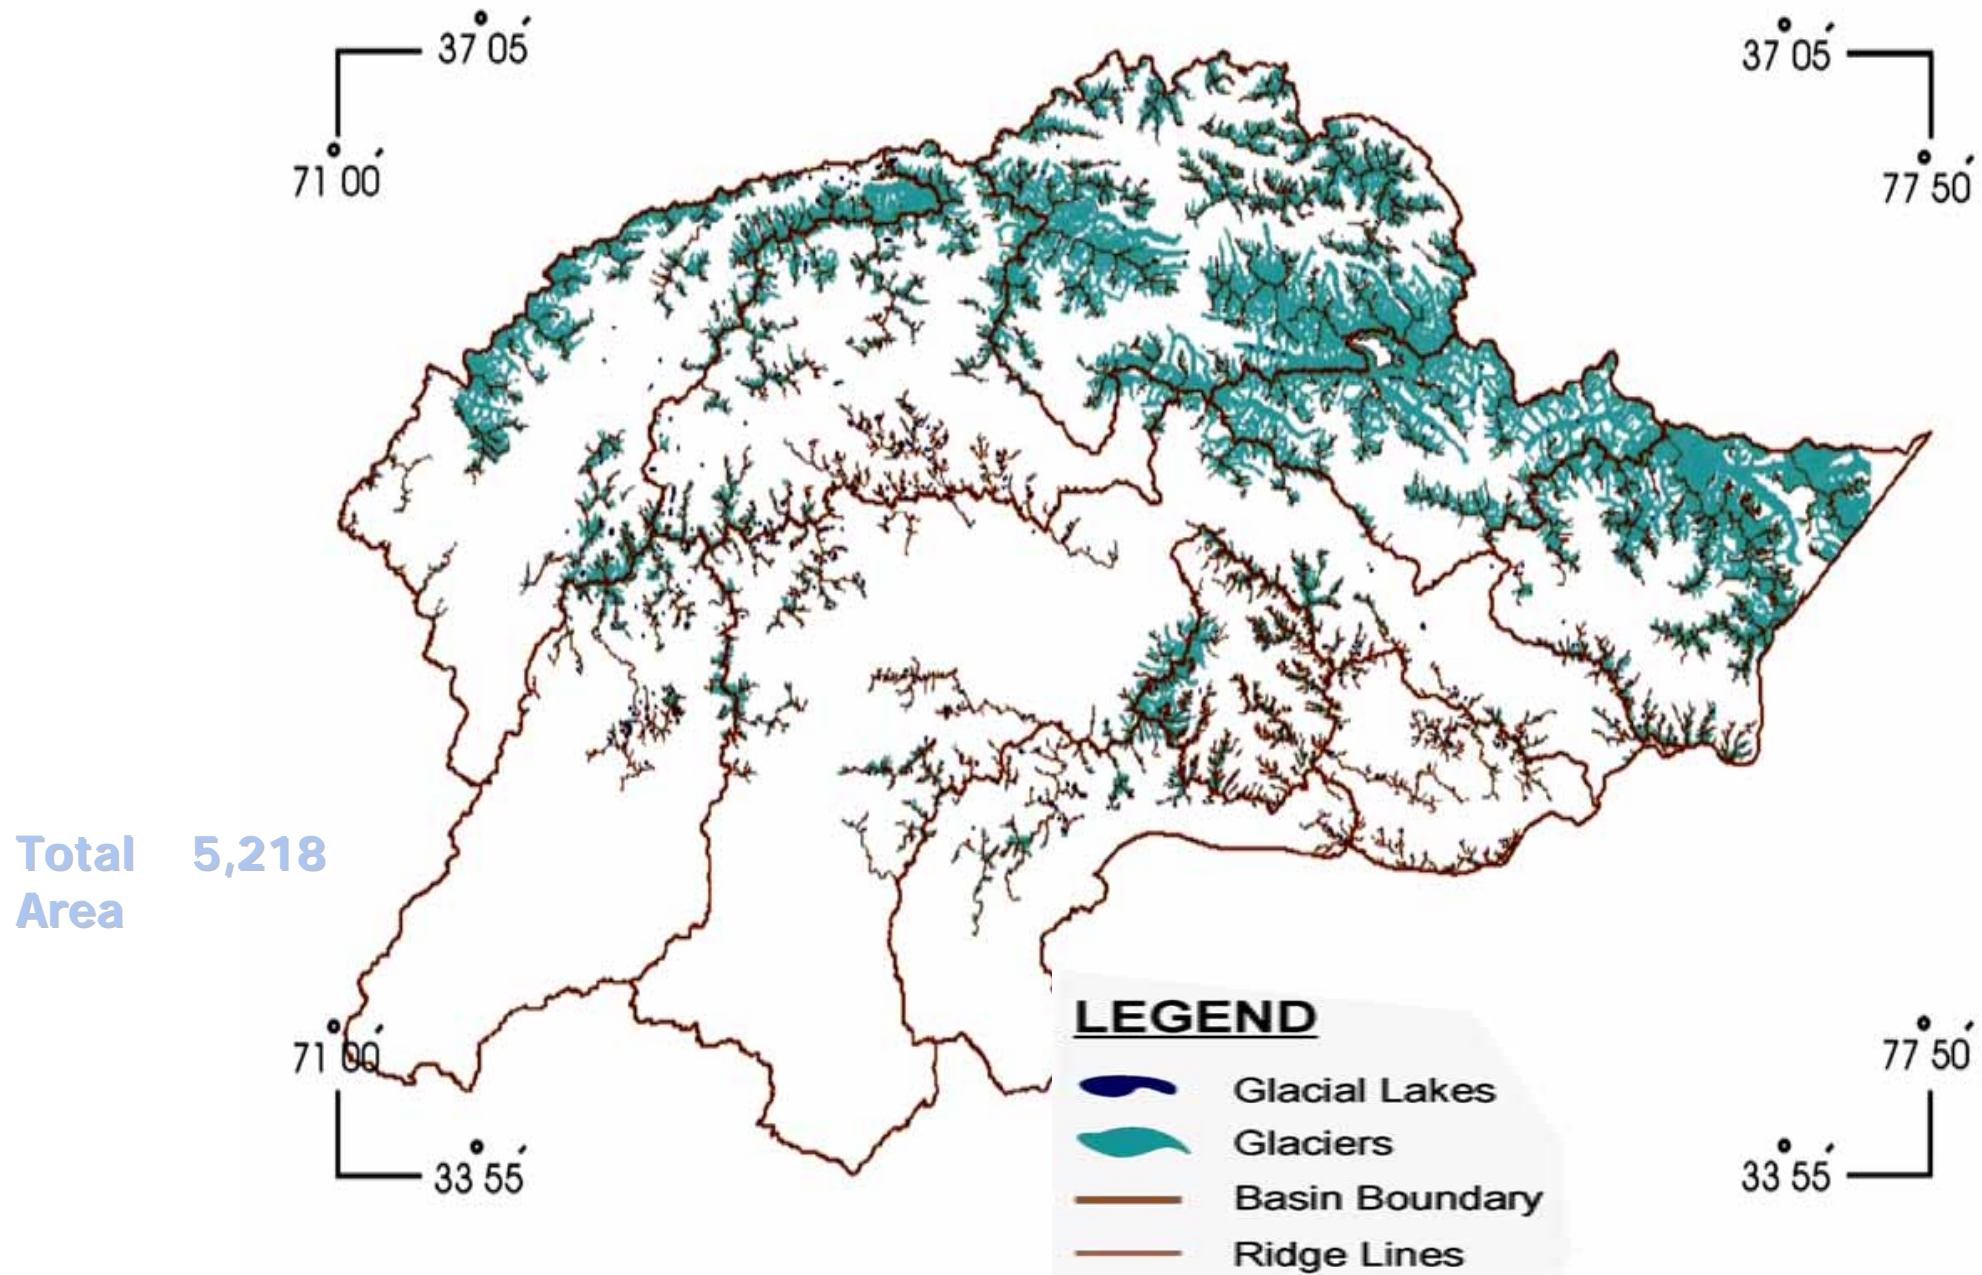 37°05′
37°05′
71°00′
77°50′
Total 5,218
Area
71°00′
77°50′
33°55′
33°55′
LEGEND
Glacial Lakes
Glaciers
Basin Boundary
Ridge Lines